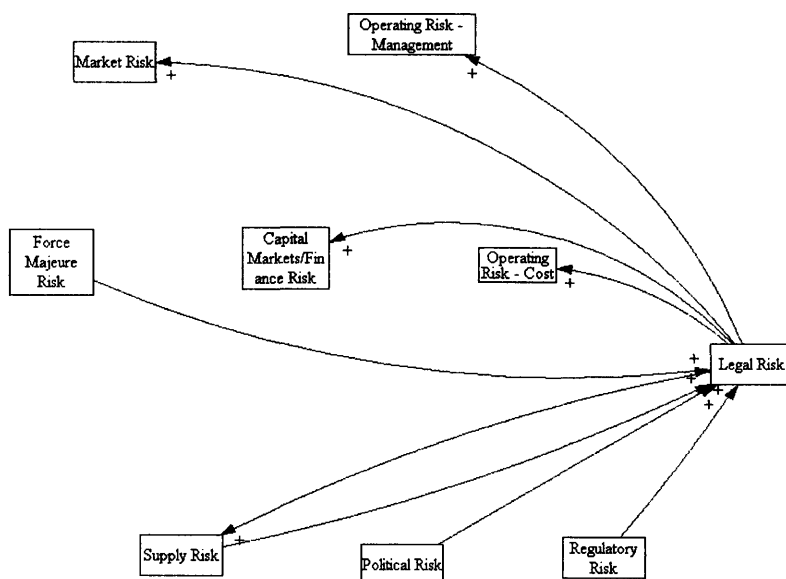 Operating Risk -
Management
Market Risk
+
+
Force
Majeure
Risk
Capital
Markets/Fin
ance Risk
+
Operating
Risk - Cost
+
Legal Risk
+
+
+
+
Supply Risk
+
Political Risk
Regulatory
Risk